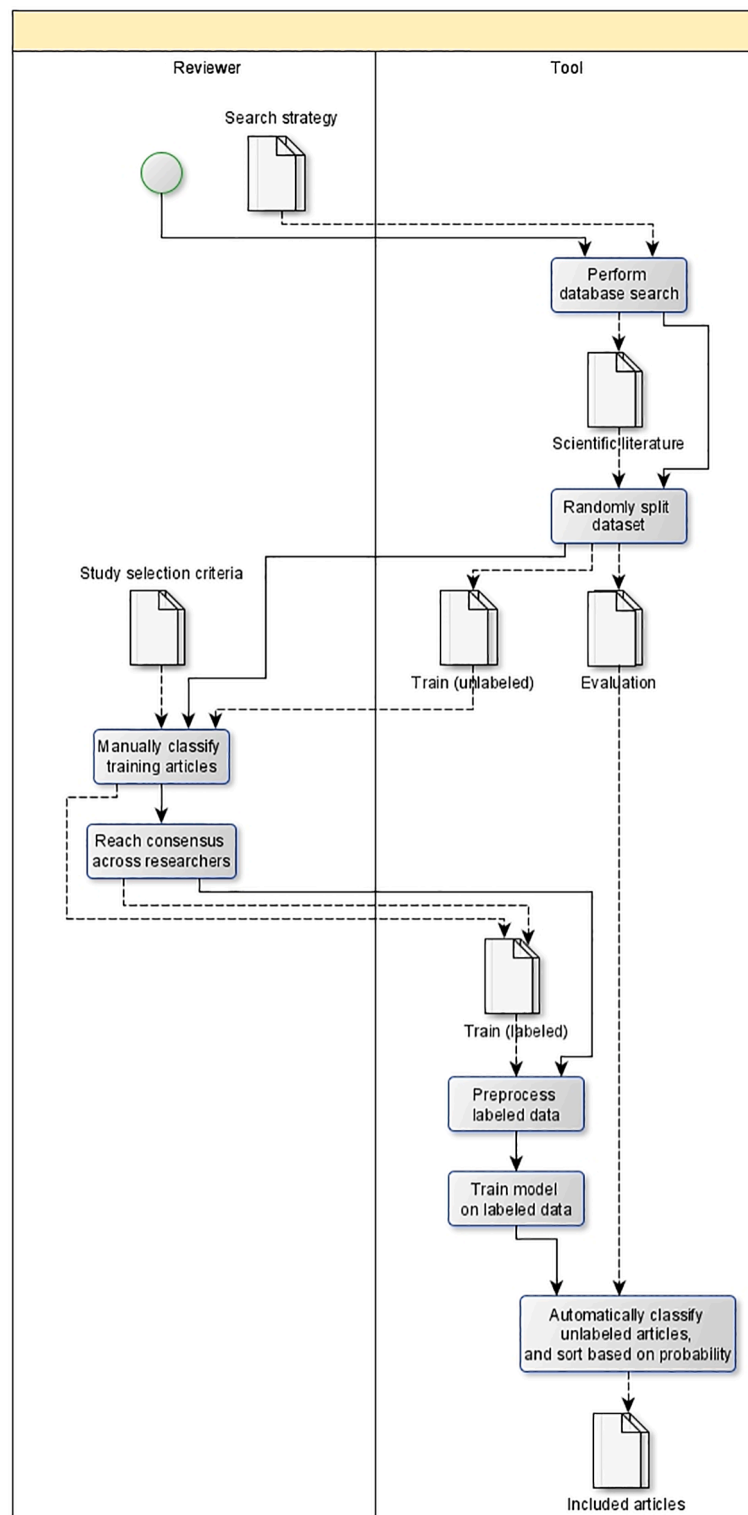 Reviewer
Tool
Search strategy
Perform
database search
Scientific literature
Randomly split
dataset
Study selection criteria
Train (unlabeled)
Evaluation
Manually classify
training articles
Reach consensus
across researchers
Train (labeled)
Preprocess
labeled data
Train model
on labeled data
Automatically classify
unlabeled articles,
and sort based on probability
Included articles